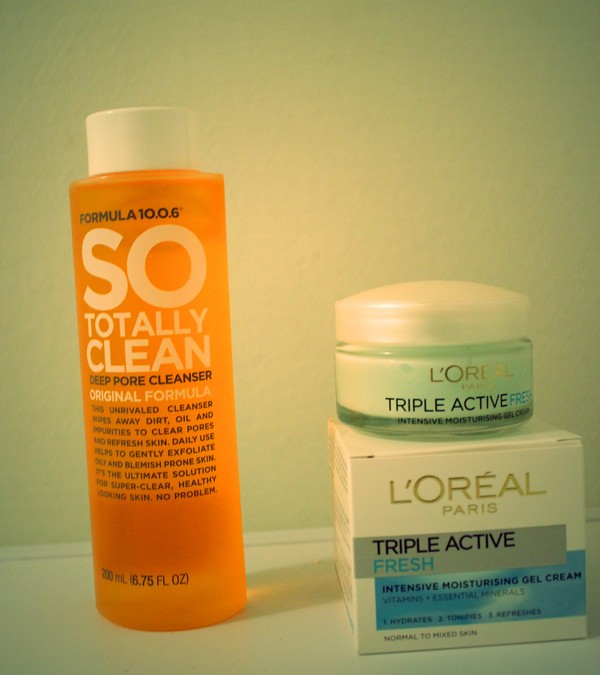 FORMULA 10.0.6
SO
TOTALLY
CLEAN
DEEP PORE CLEANSER
ORIGINAL FORMULA
THIS UNRIVALED CLEANSER
WIPES AWAY DIRT, OIL AND
IMPURITIES TO CLEAR PORES
AND REFRESH SKIN. DAILY USE
HELPS TO GENTLY EXFOLIATE
OILY AND BLEMISH PRONE SKIN.
IT'S THE ULTIMATE SOLUTION
FOR SUPER-CLEAR, HEALTHY
LOOKING SKIN. NO PROBLEM.
200 mL (6.75 FL OZ)
L'ORÉAL
PARIS
TRIPLE ACTIVE FRESH
INTENSIVE MOISTURISING GEL CREAM
L'ORÉAL
PARIS
TRIPLE ACTIVE
FRESH
INTENSIVE MOISTURISING GEL CREAM
VITAMINS + ESSENTIAL MINERALS
1. HYDRATES 2. TONIFIES 3. REFRESHES
NORMAL TO MIXED SKIN